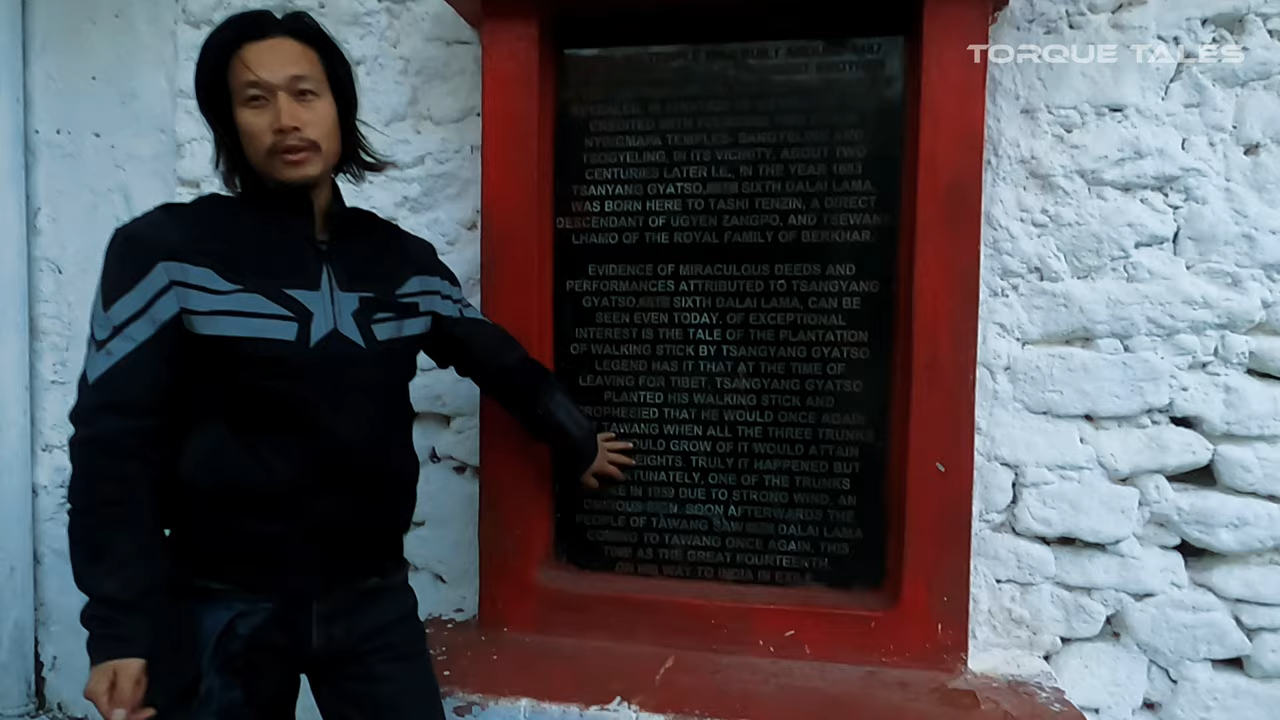 TORQUE TALES
CREDITED WITH
NYINGMAPA TEMPLES- SANGYELING AND
TSOGYELING, IN ITS VICINITY, ABOUT TWO
CENTURIES LATER I.E., IN THE YEAR 1683
TSANYANG GYATSO, SIXTH DALAI LAMA,
WAS BORN HERE TO TASHI TENZIN, A DIRECT
DESCENDANT OF UGYEN ZANGPO, AND TSEWANG
LHAMO OF THE ROYAL FAMILY OF BERKHAR.
EVIDENCE OF MIRACULOUS DEEDS AND
PERFORMANCES ATTRIBUTED TO TSANGYANG
GYATSO, SIXTH DALAI LAMA, CAN BE
SEEN EVEN TODAY. OF EXCEPTIONAL
INTEREST IS THE TALE OF THE PLANTATION
OF WALKING STICK BY TSANGYANG GYATSO
LEGEND HAS IT THAT AT THE TIME OF
LEAVING FOR TIBET, TSANGYANG GYATSO
PLANTED HIS WALKING STICK AND
PROPHESIED THAT HE WOULD ONCE AGAIN
TAWANG WHEN ALL THE THREE TRUNKS
OULD GROW OF IT WOULD ATTAIN
EIGHTS. TRULY IT HAPPENED BUT
TUNATELY, ONE OF THE TRUNKS
KE IN 1959 DUE TO STRONG WIND, AN
OMINOUS SIGN. SOON AFTERWARDS THE
PEOPLE OF TAWANG SAW DALAI LAMA
COMING TO TAWANG ONCE AGAIN, THIS
TIME AS THE GREAT FOURTEENTH,
ON HIS WAY TO INDIA IN EXILE